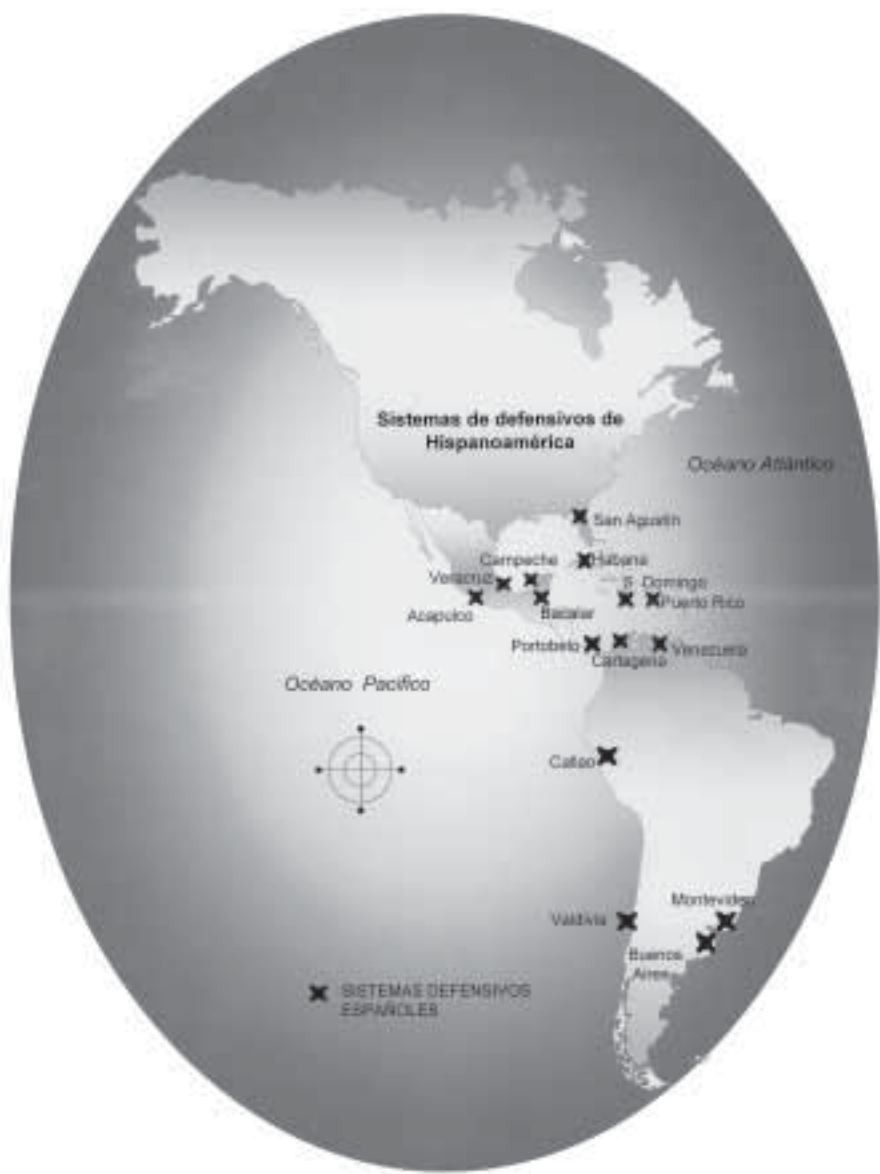 Sistemas de defensivos de
Hispanoamérica
Océano Atlántico
San Agustín
Campeche
Habana
Veracruz
S. Domingo
Acapulco
Bacalar
Puerto Rico
Portobelo
Cartagena
Venezuela
Océano Pacífico
Callao
Montevideo
Valdivia
Buenos
Aires
SISTEMAS DEFENSIVOS
ESPAÑOLES